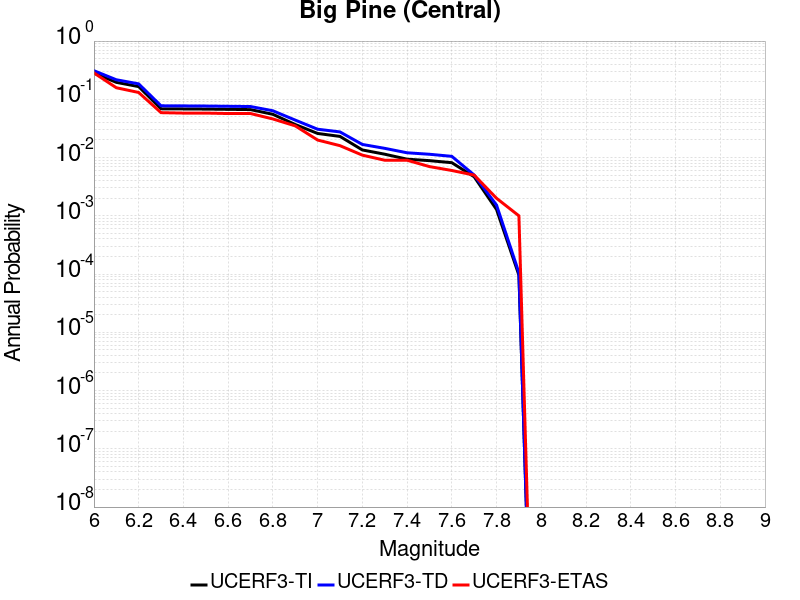 Big Pine (Central)
10^0
10^-1
10^-2
10^-3
10^-4
10^-5
10^-6
10^-7
10^-8
Annual Probability
6 6.2 6.4 6.6 6.8 7 7.2 7.4 7.6 7.8 8 8.2 8.4 8.6 8.8 9
Magnitude
UCERF3-TI UCERF3-TD UCERF3-ETAS